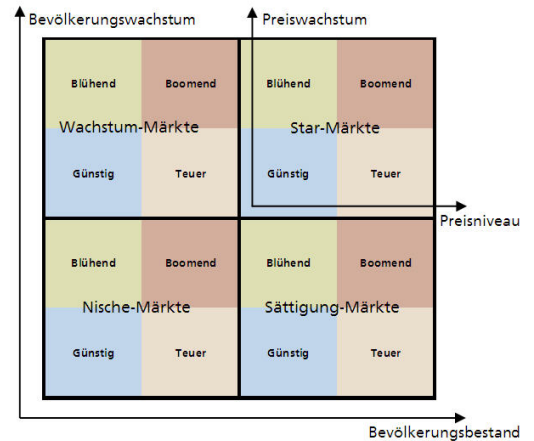 Bevölkerungswachstum
Preiswachstum
Blühend
Boomend
Blühend
Boomend
Wachstum-Märkte
Star-Märkte
Günstig
Teuer
Günstig
Teuer
Preisniveau
Blühend
Boomend
Blühend
Boomend
Nische-Märkte
Sättigung-Märkte
Günstig
Teuer
Günstig
Teuer
Bevölkerungsbestand